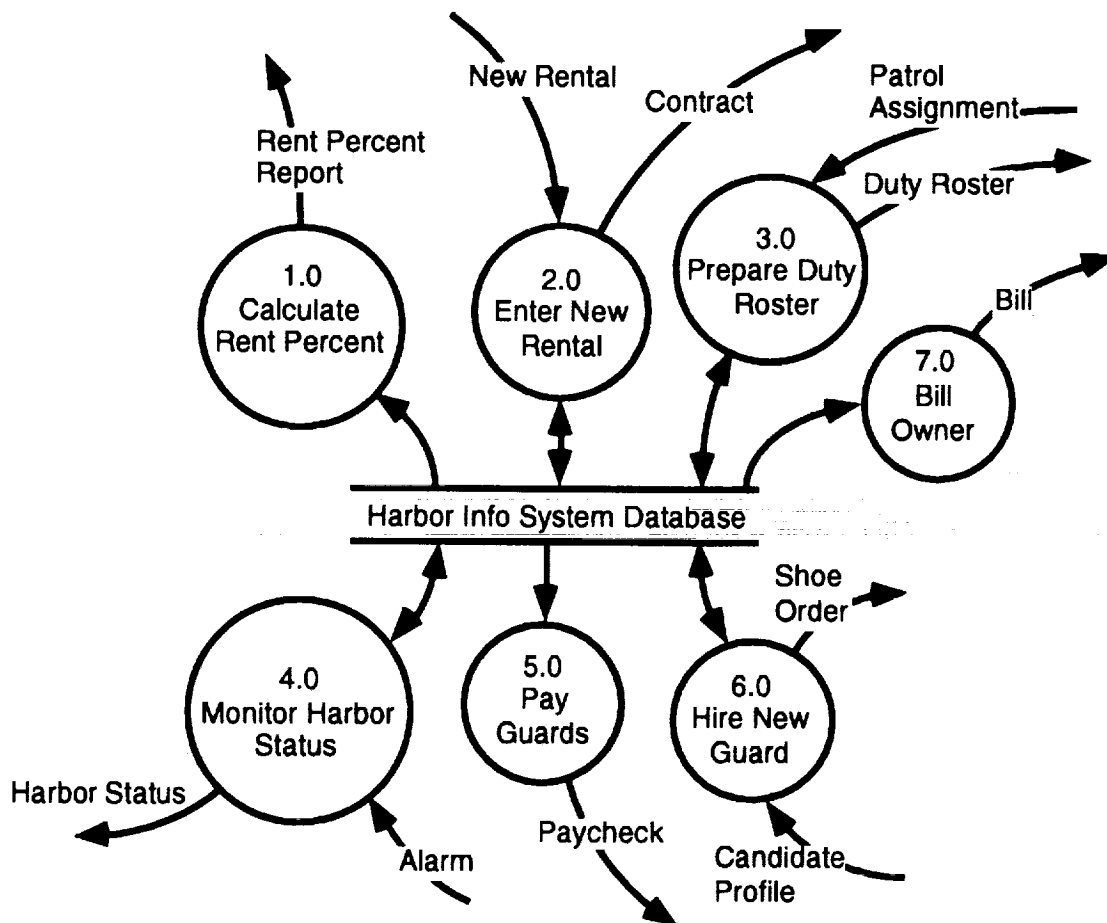 New Rental
Contract
Patrol
Assignment
Rent Percent
Report
Duty Roster
1.0
Calculate
Rent Percent
2.0
Enter New
Rental
3.0
Prepare Duty
Roster
Bill
7.0
Bill
Owner
Harbor Info System Database
Shoe
Order
4.0
Monitor Harbor
Status
5.0
Pay
Guards
6.0
Hire New
Guard
Harbor Status
Alarm
Paycheck
Candidate
Profile